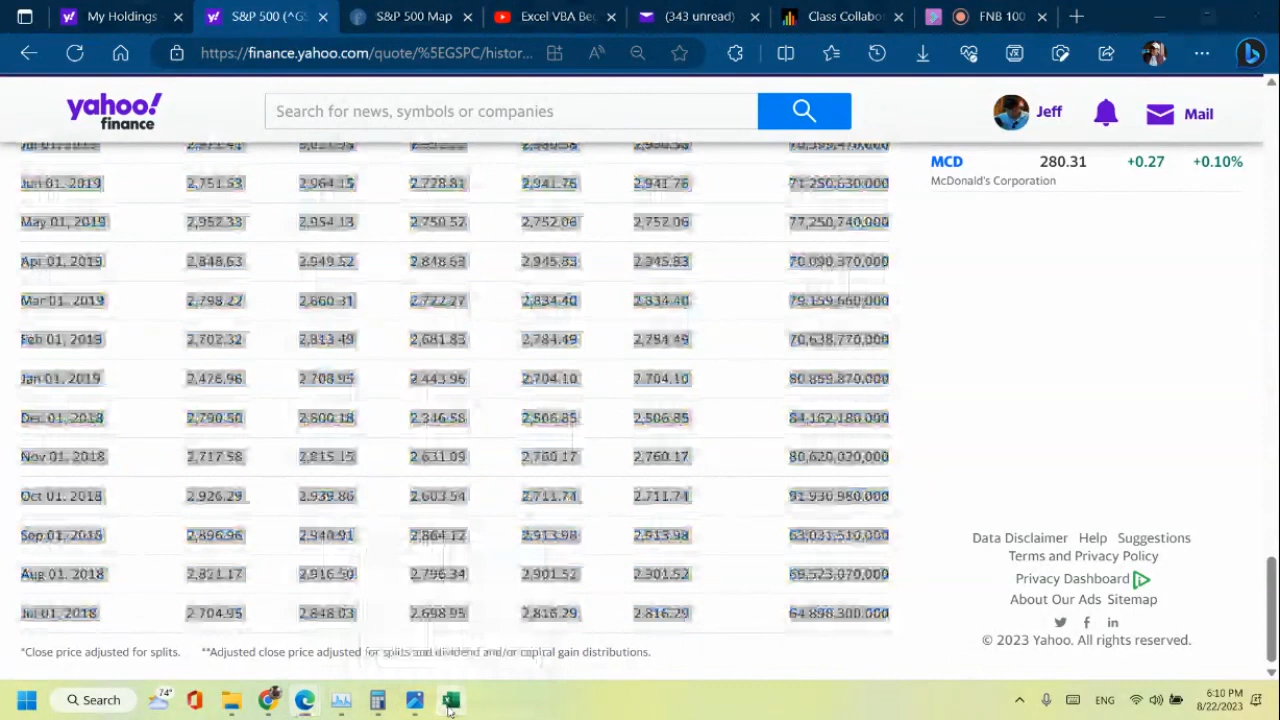 My Holdings
S&P 500 (^G
S&P 500 Map
Excel VBA Be
(343 unread)
Class Collabo
FNB 100
https://finance.yahoo.com/quote/%5EGSPC/histor...
yahoo!
finance
Search for news, symbols or companies
Jeff
Mail
MCD 280.31 +0.27 +0.10%
McDonald's Corporation
Jun 01, 2019 2,751.53 2,964.15 2,728.81 2,941.76 2,941.76 71,250,630,000
May 01, 2019 2,952.33 2,954.13 2,750.52 2,752.06 2,752.06 77,250,740,000
Apr 01, 2019 2,848.63 2,949.52 2,848.63 2,945.83 2,945.83 70,090,370,000
Mar 01, 2019 2,798.22 2,860.31 2,722.27 2,834.40 2,834.40 79,159,660,000
Feb 01, 2019 2,702.32 2,813.49 2,681.83 2,784.49 2,784.49 70,638,770,000
Jan 01, 2019 2,476.96 2,708.95 2,443.96 2,704.10 2,704.10 80,859,870,000
Dec 01, 2018 2,790.50 2,800.18 2,346.58 2,506.85 2,506.85 84,162,180,000
Nov 01, 2018 2,717.58 2,815.15 2,631.09 2,760.17 2,760.17 80,620,020,000
Oct 01, 2018 2,926.29 2,939.86 2,603.54 2,711.74 2,711.74 91,930,980,000
Sep 01, 2018 2,896.96 2,940.91 2,864.12 2,913.98 2,913.98 63,031,510,000
Aug 01, 2018 2,821.17 2,916.50 2,796.34 2,901.52 2,901.52 69,523,070,000
Jul 01, 2018 2,704.95 2,848.03 2,698.95 2,816.29 2,816.29 64,898,300,000
*Close price adjusted for splits. **Adjusted close price adjusted for splits and dividend and/or capital gain distributions.
Data Disclaimer Help Suggestions
Terms and Privacy Policy
Privacy Dashboard
About Our Ads Sitemap
© 2023 Yahoo. All rights reserved.
Search
74°
ENG
6:10 PM
8/22/2023